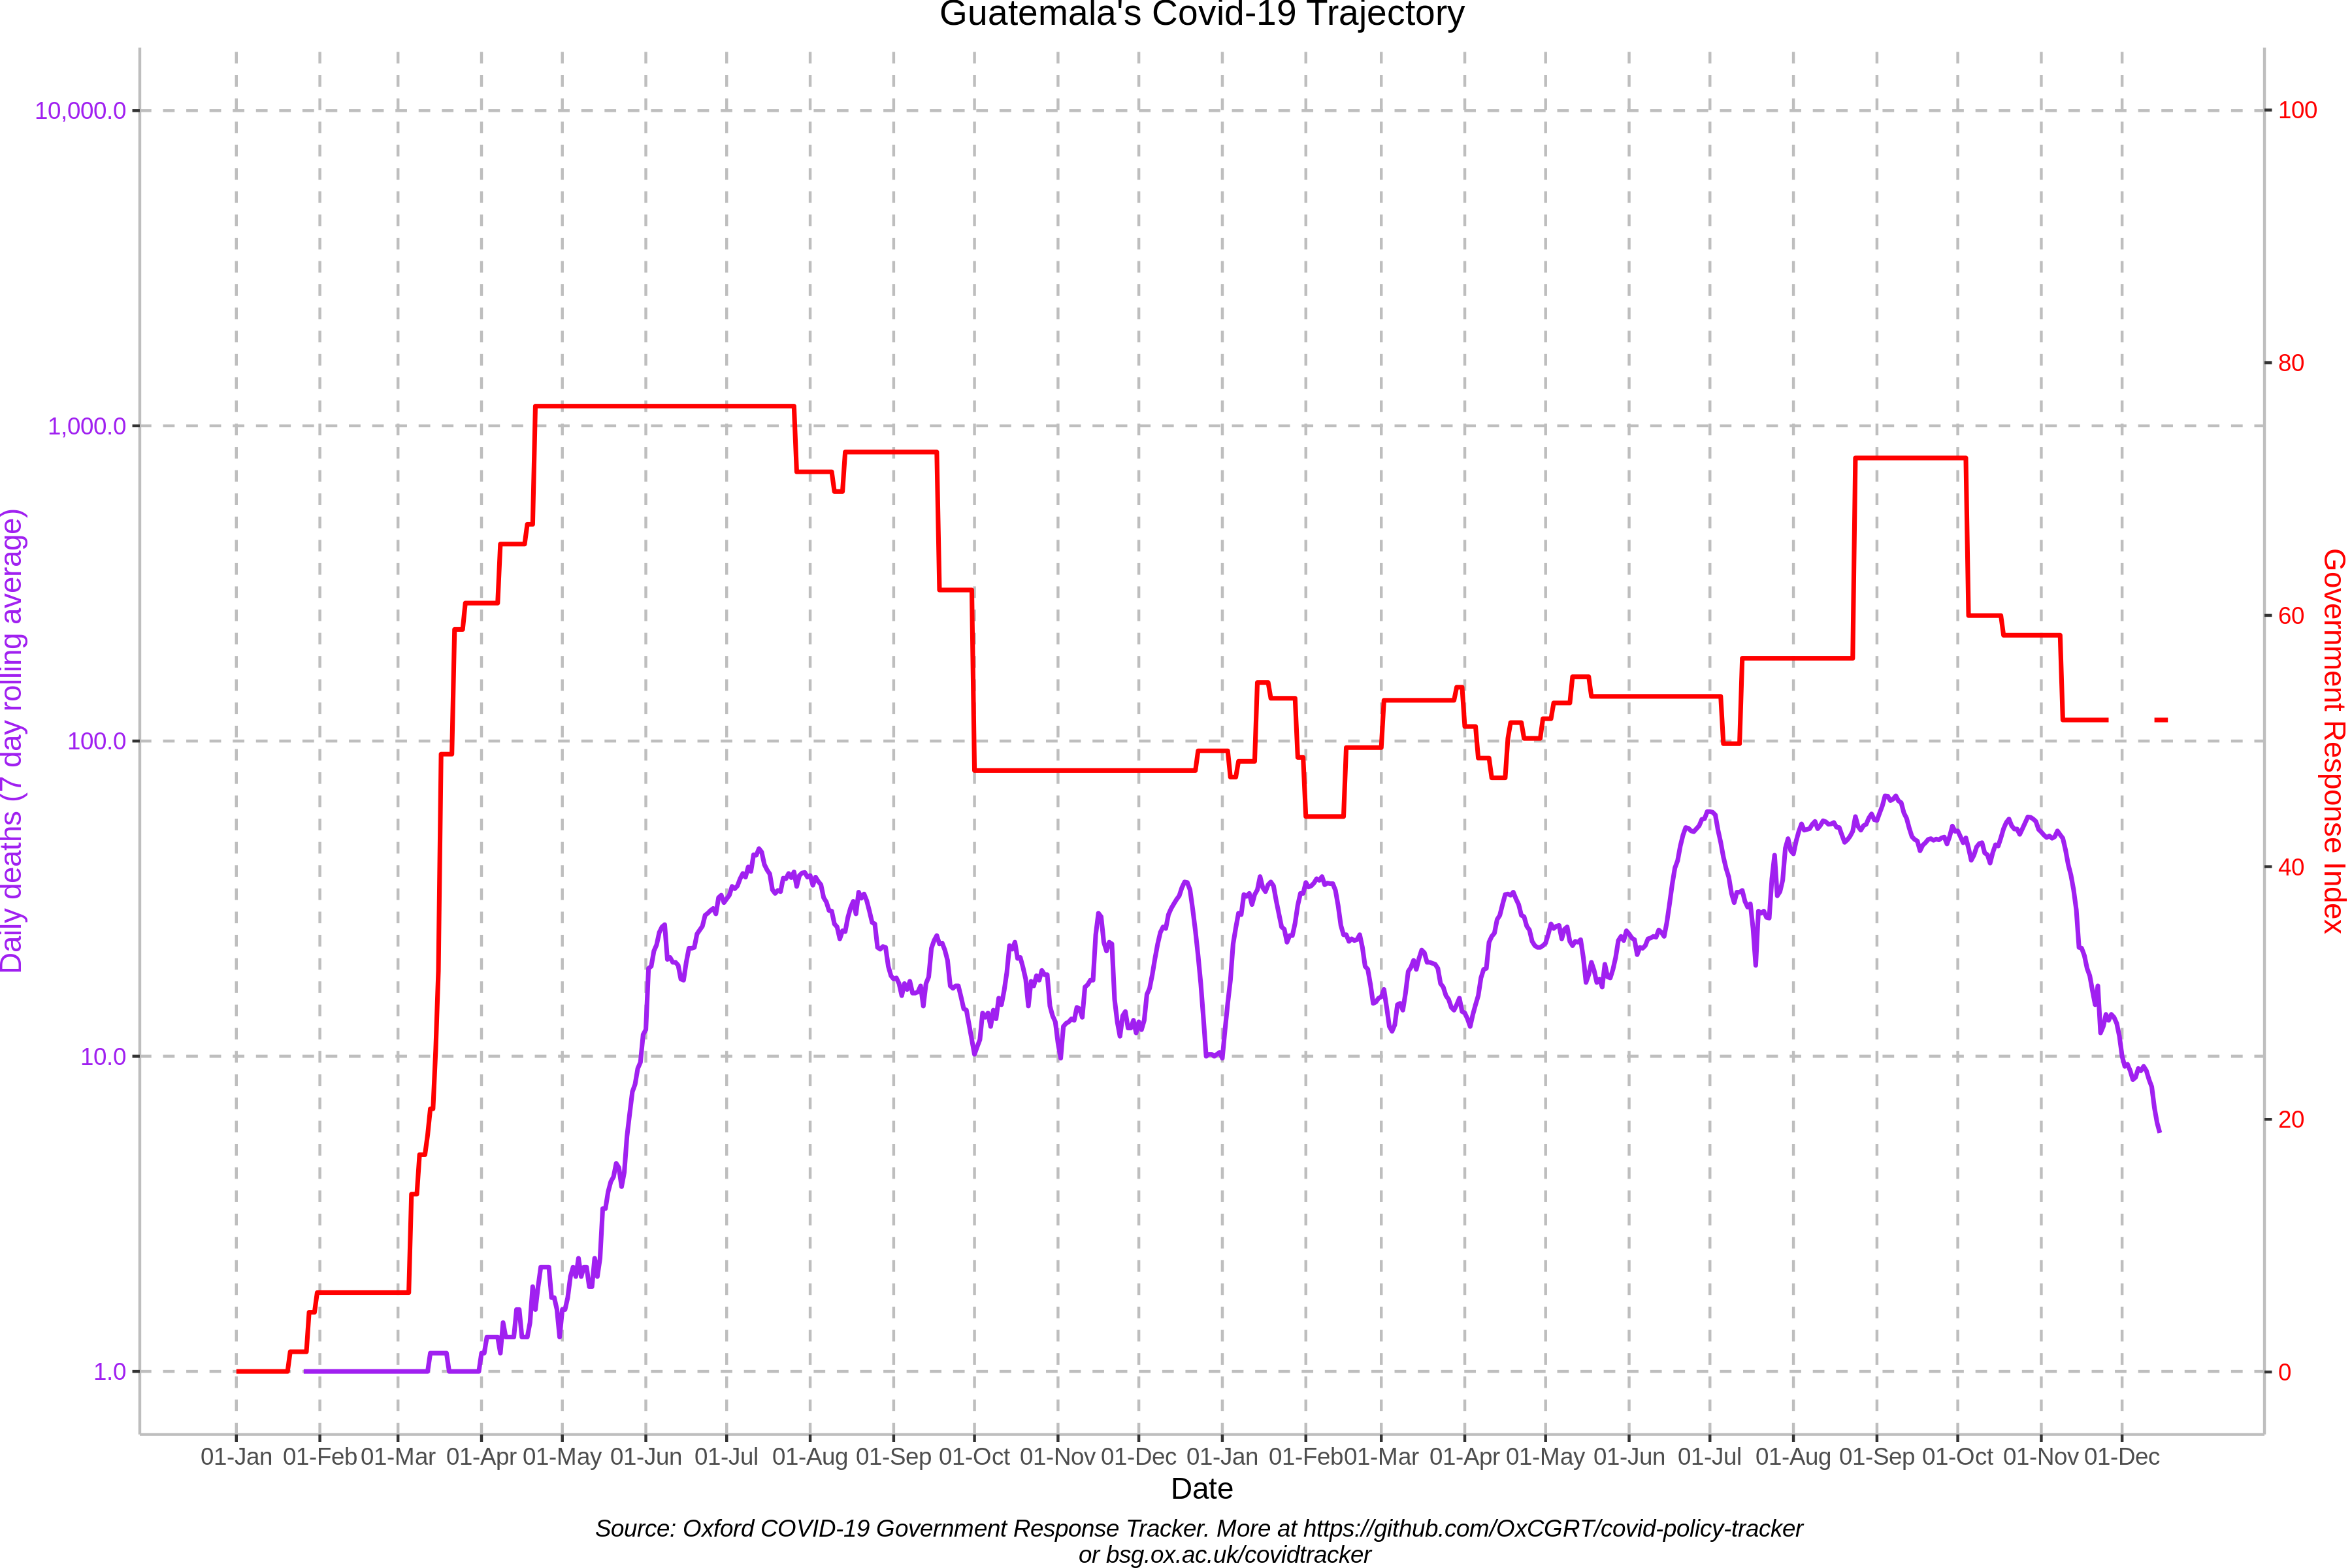 Guatemala's Covid-19 Trajectory
10,000.0
1,000.0
100.0
10.0
1.0
Daily deaths (7 day rolling average)
100
80
60
40
20
0
Government Response Index
01-Jan 01-Feb 01-Mar 01-Apr 01-May 01-Jun 01-Jul 01-Aug 01-Sep 01-Oct 01-Nov 01-Dec 01-Jan 01-Feb 01-Mar 01-Apr 01-May 01-Jun 01-Jul 01-Aug 01-Sep 01-Oct 01-Nov 01-Dec
Date
Source: Oxford COVID-19 Government Response Tracker. More at https://github.com/OxCGRT/covid-policy-tracker
or bsg.ox.ac.uk/covidtracker